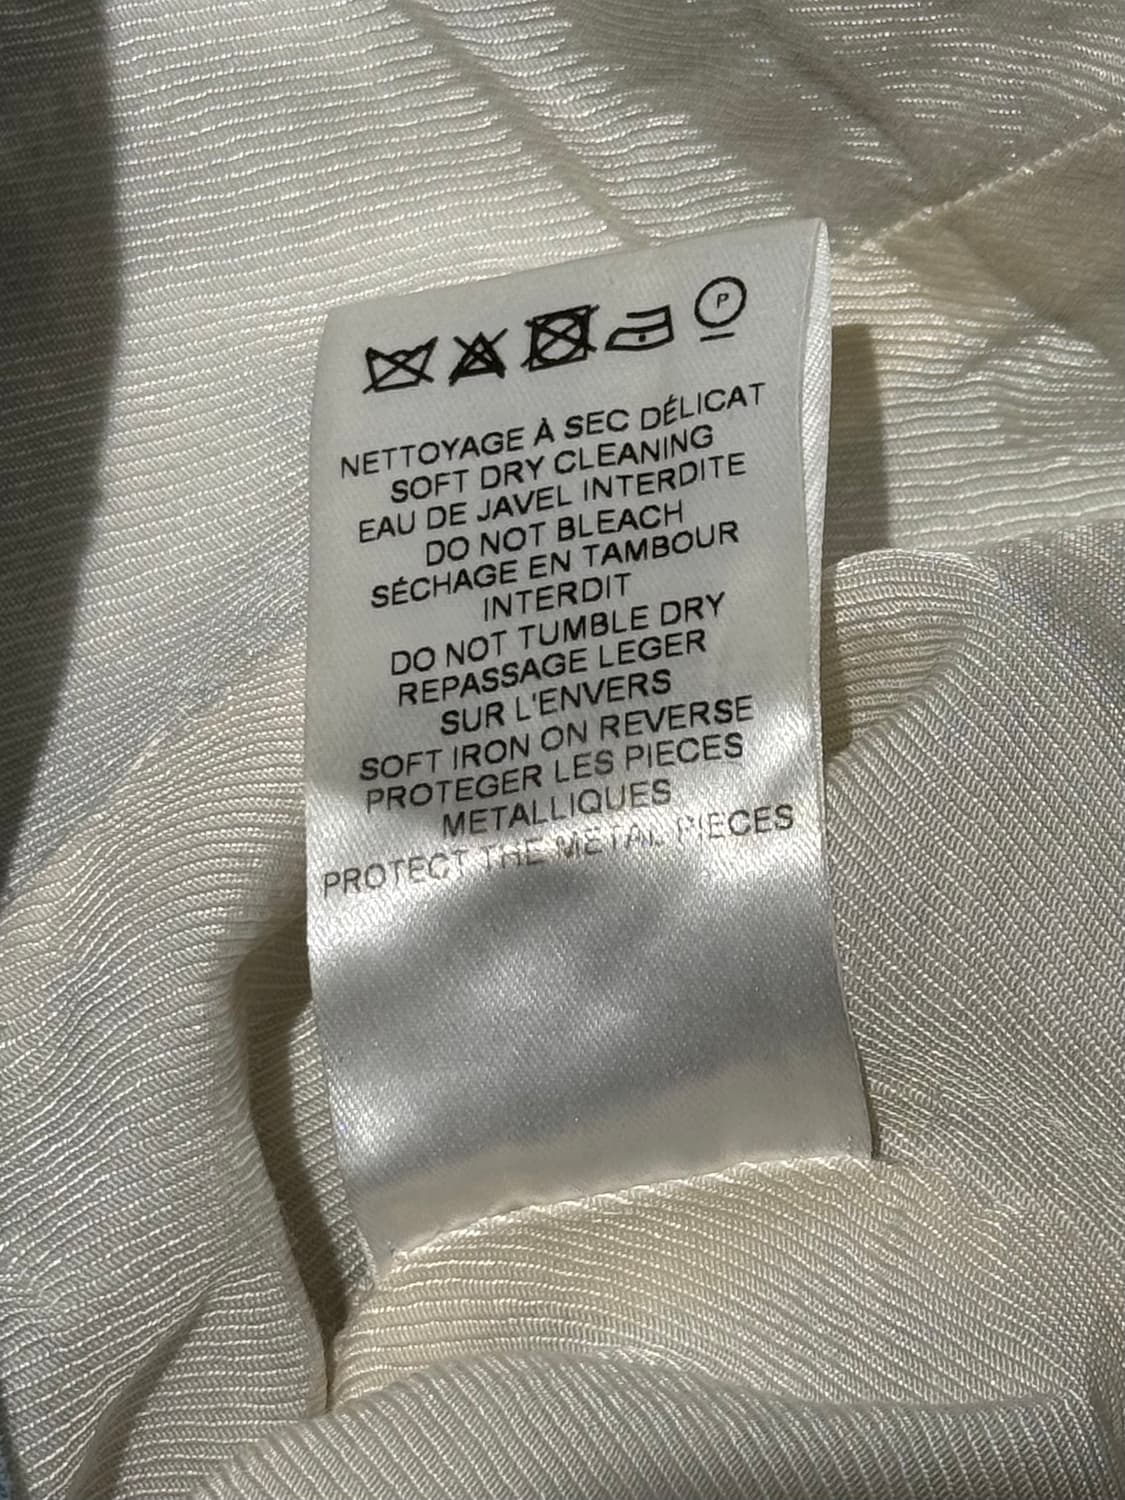 P
NETTOYAGE À SEC DÉLICAT
SOFT DRY CLEANING
EAU DE JAVEL INTERDITE
DO NOT BLEACH
SÉCHAGE EN TAMBOUR
INTERDIT
DO NOT TUMBLE DRY
REPASSAGE LEGER
SUR L'ENVERS
SOFT IRON ON REVERSE
PROTEGER LES PIECES
METALLIQUES
PROTECT THE METAL PIECES